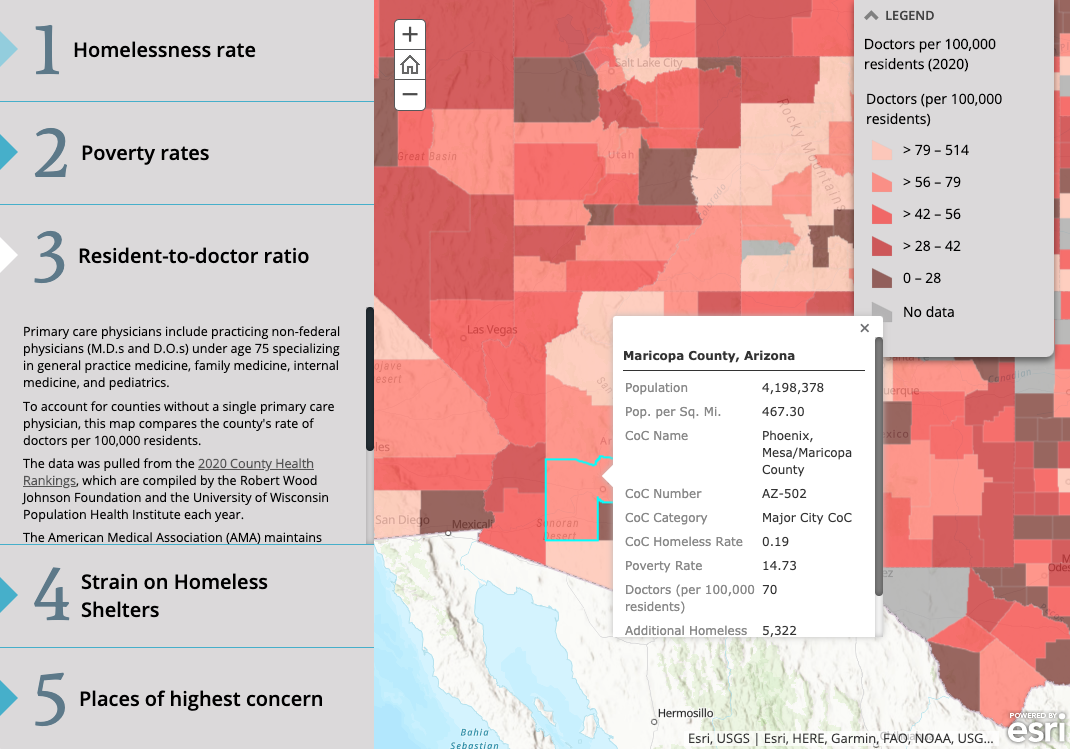 1 Homelessness rate
2 Poverty rates
3 Resident-to-doctor ratio
Primary care physicians include practicing non-federal
physicians (M.D.s and D.O.s) under age 75 specializing
in general practice medicine, family medicine, internal
medicine, and pediatrics.
To account for counties without a single primary care
physician, this map compares the county's rate of
doctors per 100,000 residents.
The data was pulled from the 2020 County Health
Rankings, which are compiled by the Robert Wood
Johnson Foundation and the University of Wisconsin
Population Health Institute each year.
The American Medical Association (AMA) maintains
4 Strain on Homeless
Shelters
5 Places of highest concern
+
−
Salt Lake City
Great Basin
Utah
Rocky Mountains
Las Vegas
San Diego
Mexicali
Sonoran
Desert
Hermosillo
Bahia
Sebastian
LEGEND
Doctors per 100,000
residents (2020)
Doctors (per 100,000
residents)
> 79 – 514
> 56 – 79
> 42 – 56
> 28 – 42
0 – 28
No data
Maricopa County, Arizona
Population 4,198,378
Pop. per Sq. Mi. 467.30
CoC Name Phoenix,
Mesa/Maricopa
County
CoC Number AZ-502
CoC Category Major City CoC
CoC Homeless Rate 0.19
Poverty Rate 14.73
Doctors (per 100,000 70
residents)
Additional Homeless 5,322
Esri, USGS | Esri, HERE, Garmin, FAO, NOAA, USG...
POWERED BY
esri